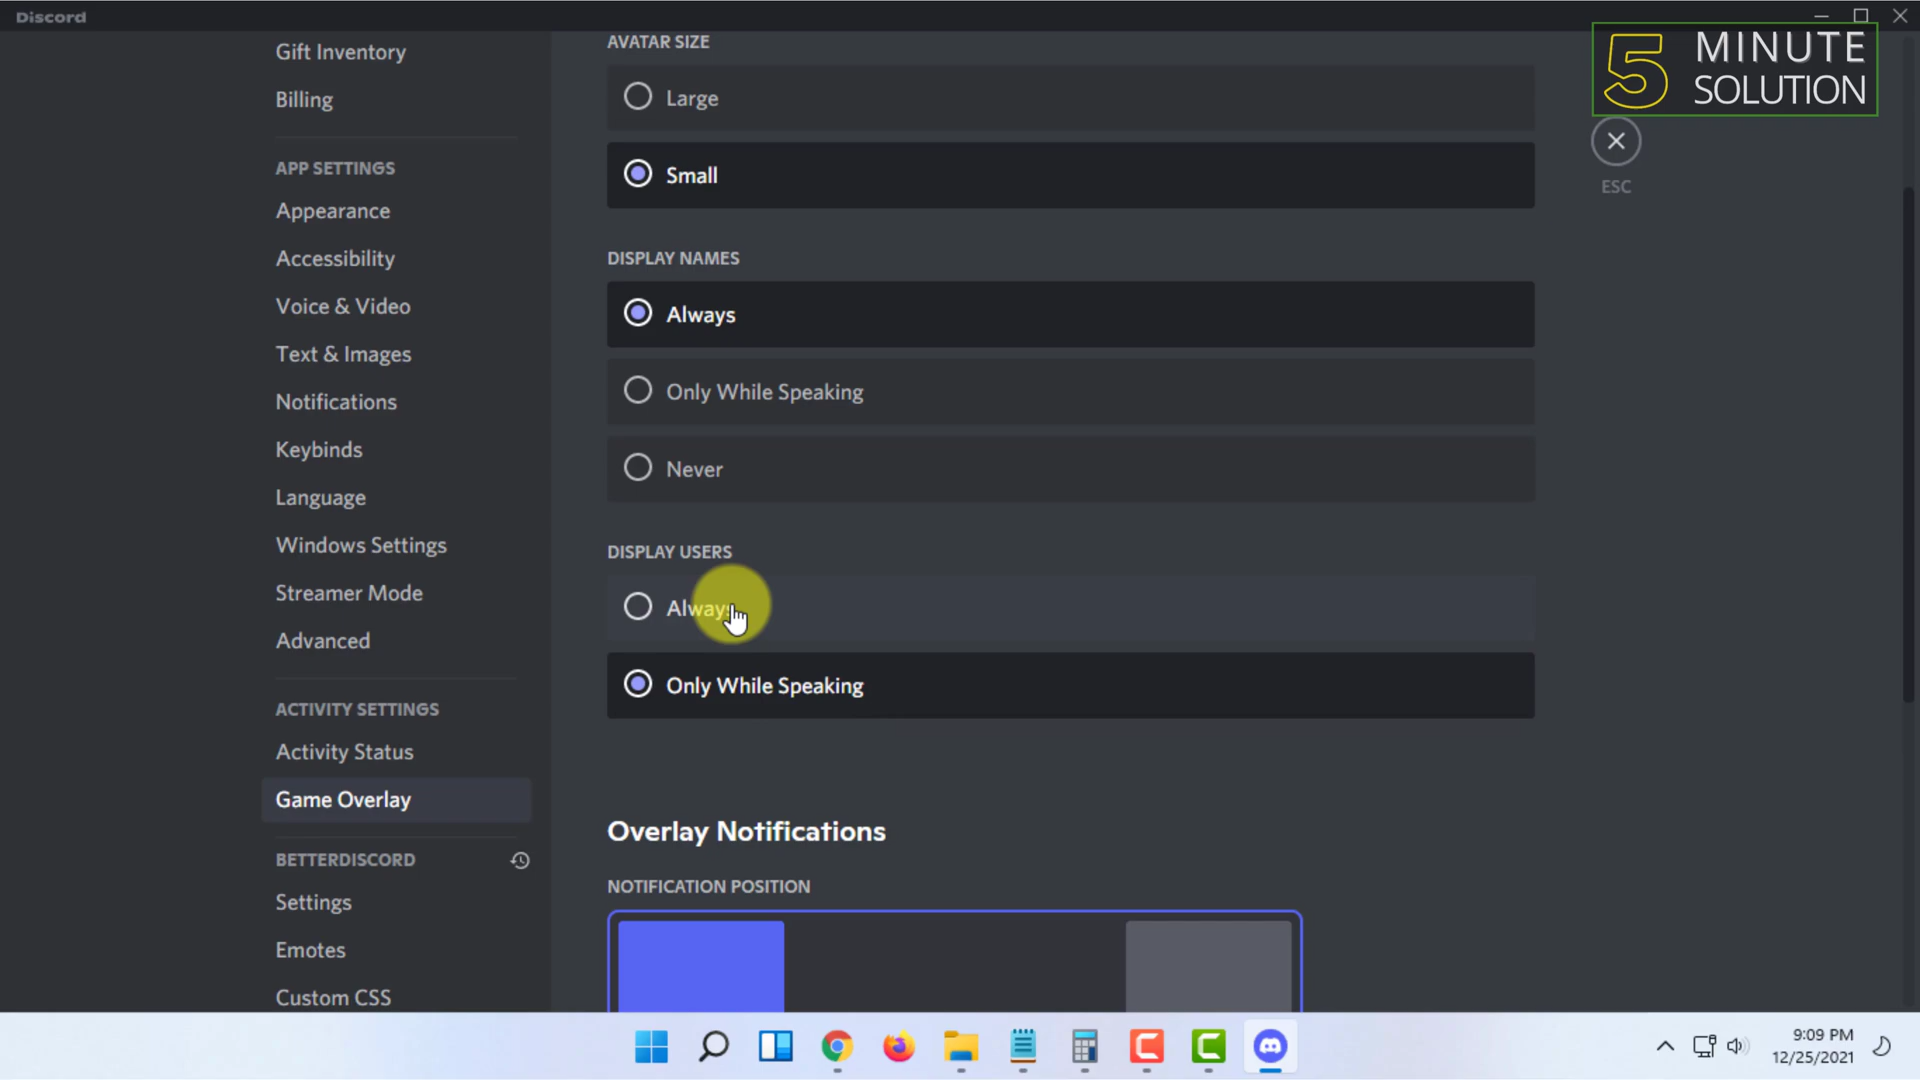 Discord
5 MINUTE
SOLUTION
ESC
Gift Inventory
Billing
APP SETTINGS
Appearance
Accessibility
Voice & Video
Text & Images
Notifications
Keybinds
Language
Windows Settings
Streamer Mode
Advanced
ACTIVITY SETTINGS
Activity Status
Game Overlay
BETTERDISCORD
Settings
Emotes
Custom CSS
AVATAR SIZE
Large
Small
DISPLAY NAMES
Always
Only While Speaking
Never
DISPLAY USERS
Always
Only While Speaking
Overlay Notifications
NOTIFICATION POSITION
9:09 PM
12/25/2021